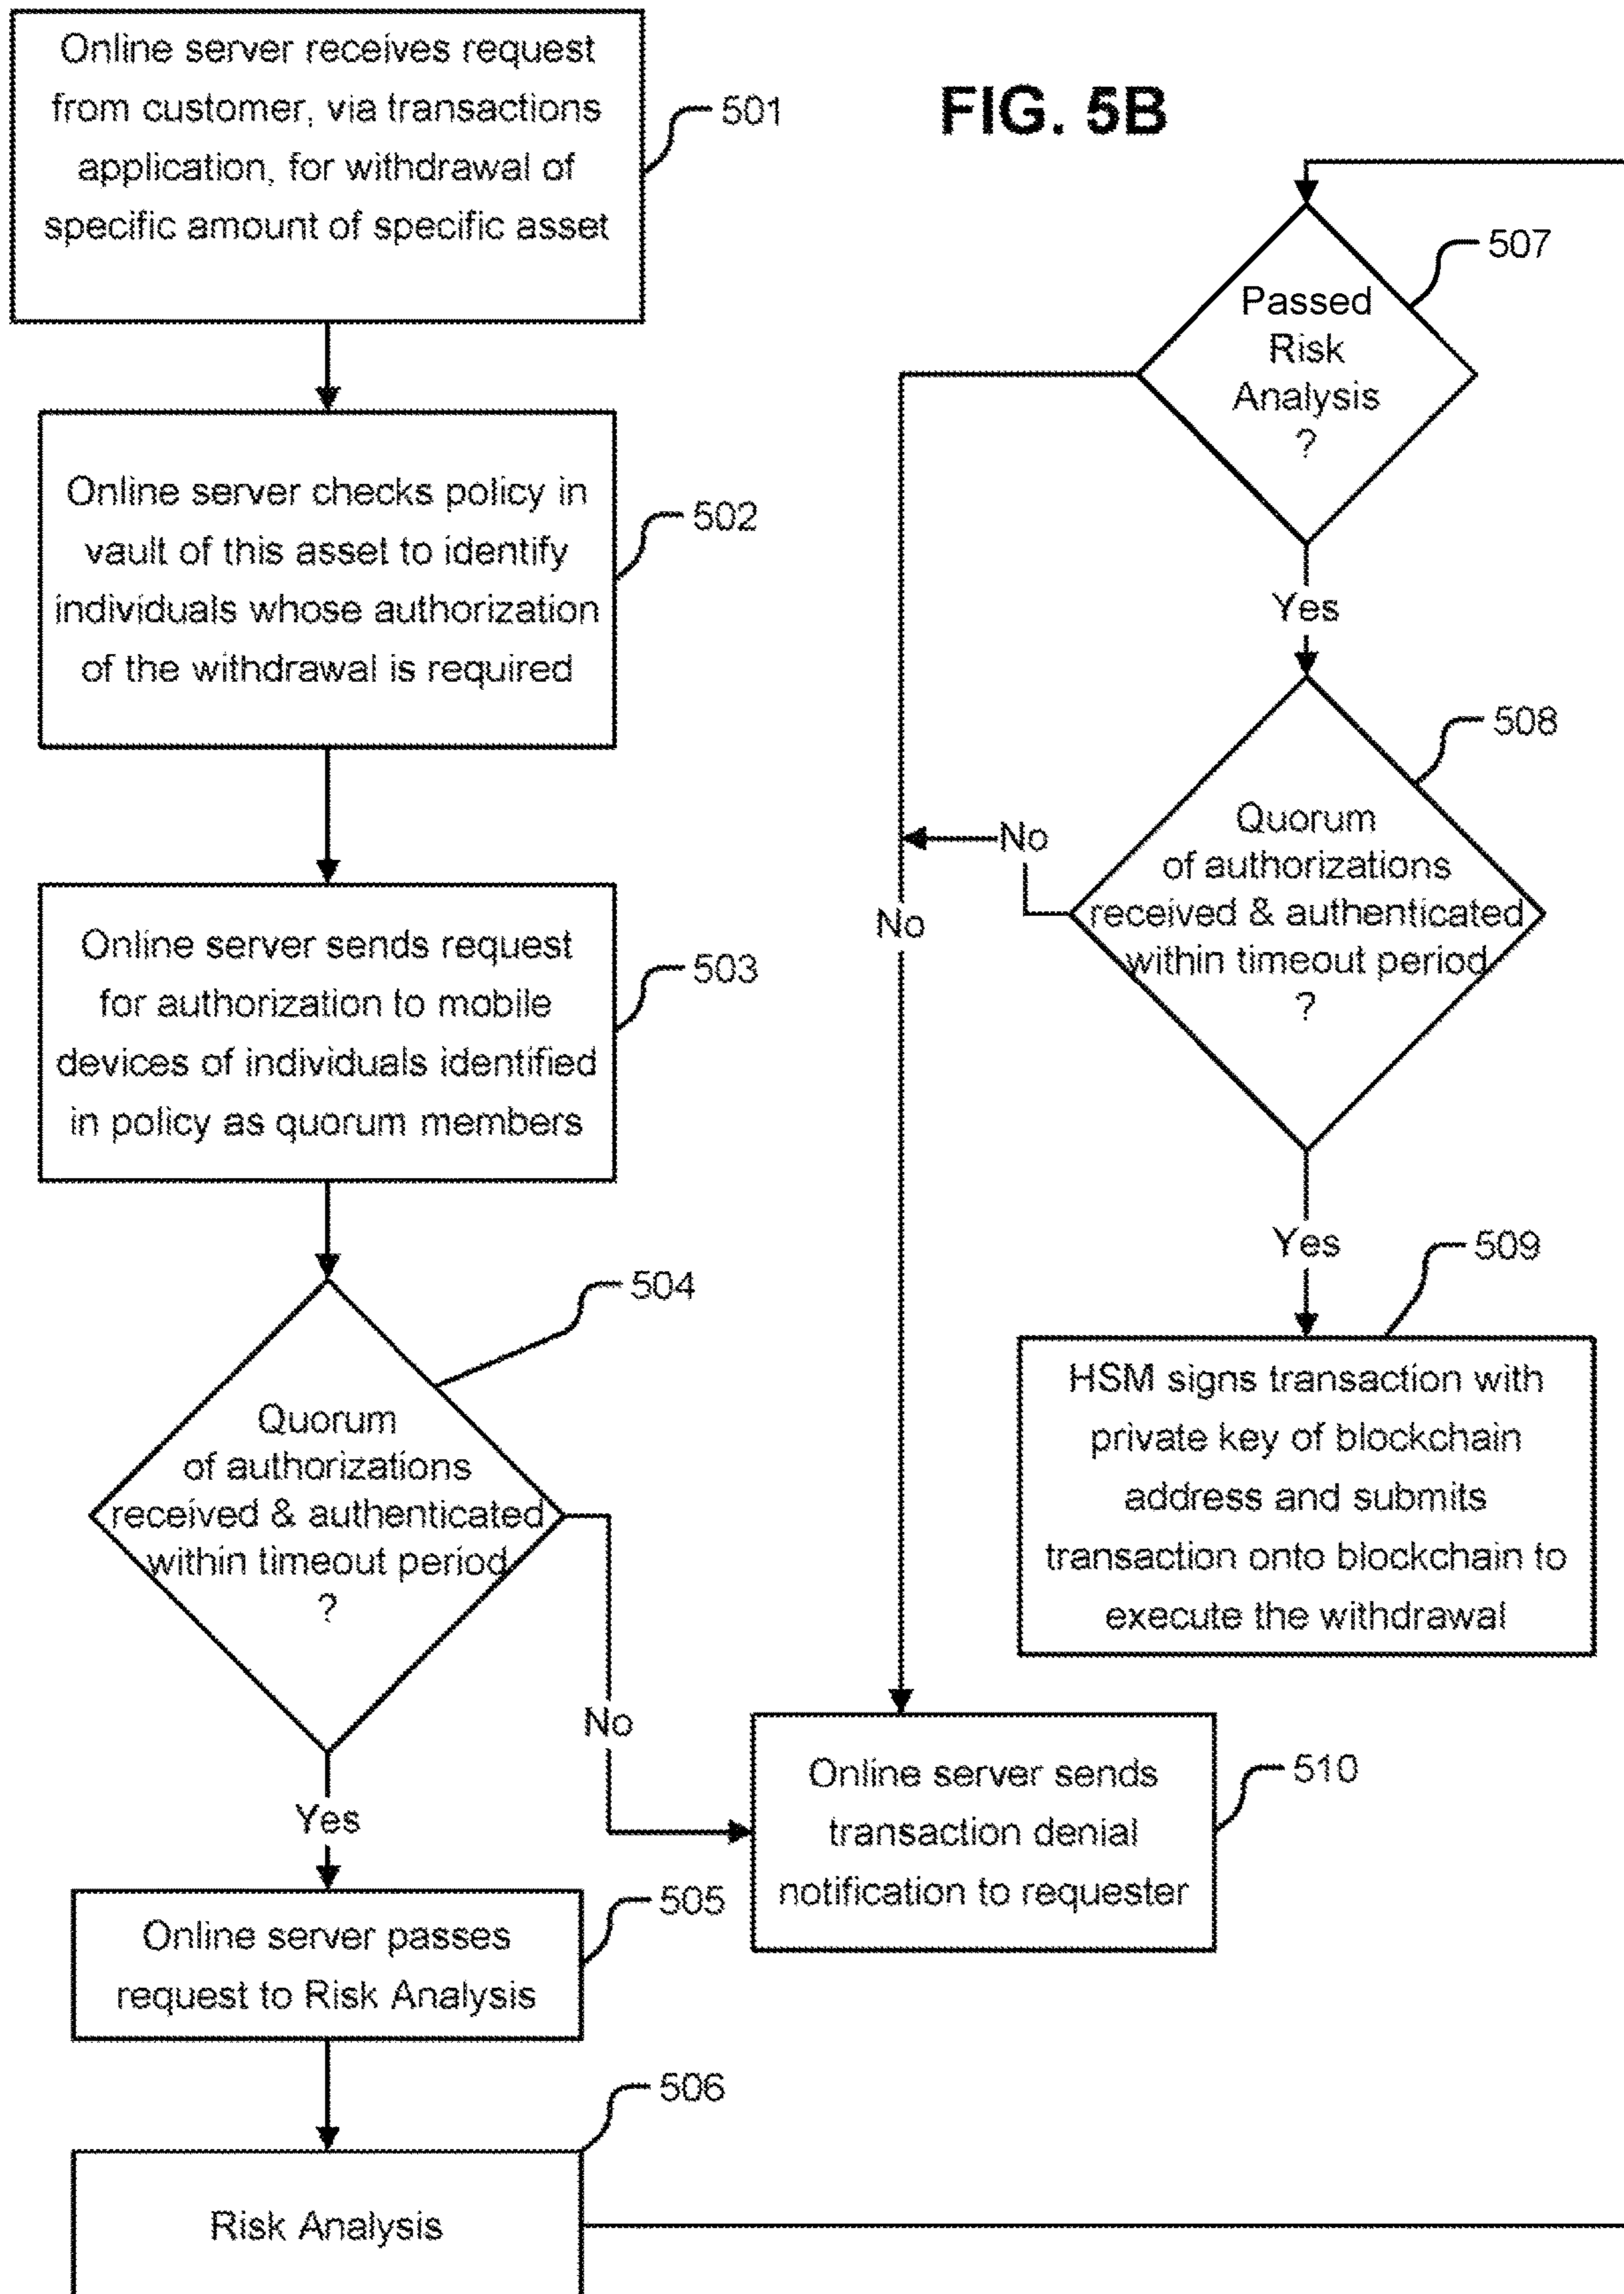 FIG. 5B
Online server receives request
from customer, via transactions
application, for withdrawal of
specific amount of specific asset
501
Online server checks policy in
vault of this asset to identify
individuals whose authorization
of the withdrawal is required
502
Online server sends request
for authorization to mobile
devices of individuals identified
in policy as quorum members
503
Quorum
of authorizations
received & authenticated
within timeout period
?
504
No
Yes
Online server passes
request to Risk Analysis
505
Risk Analysis
506
Passed
Risk
Analysis
?
507
No
Yes
Quorum
of authorizations
received & authenticated
within timeout period
?
508
No
Yes
HSM signs transaction with
private key of blockchain
address and submits
transaction onto blockchain to
execute the withdrawal
509
Online server sends
transaction denial
notification to requester
510